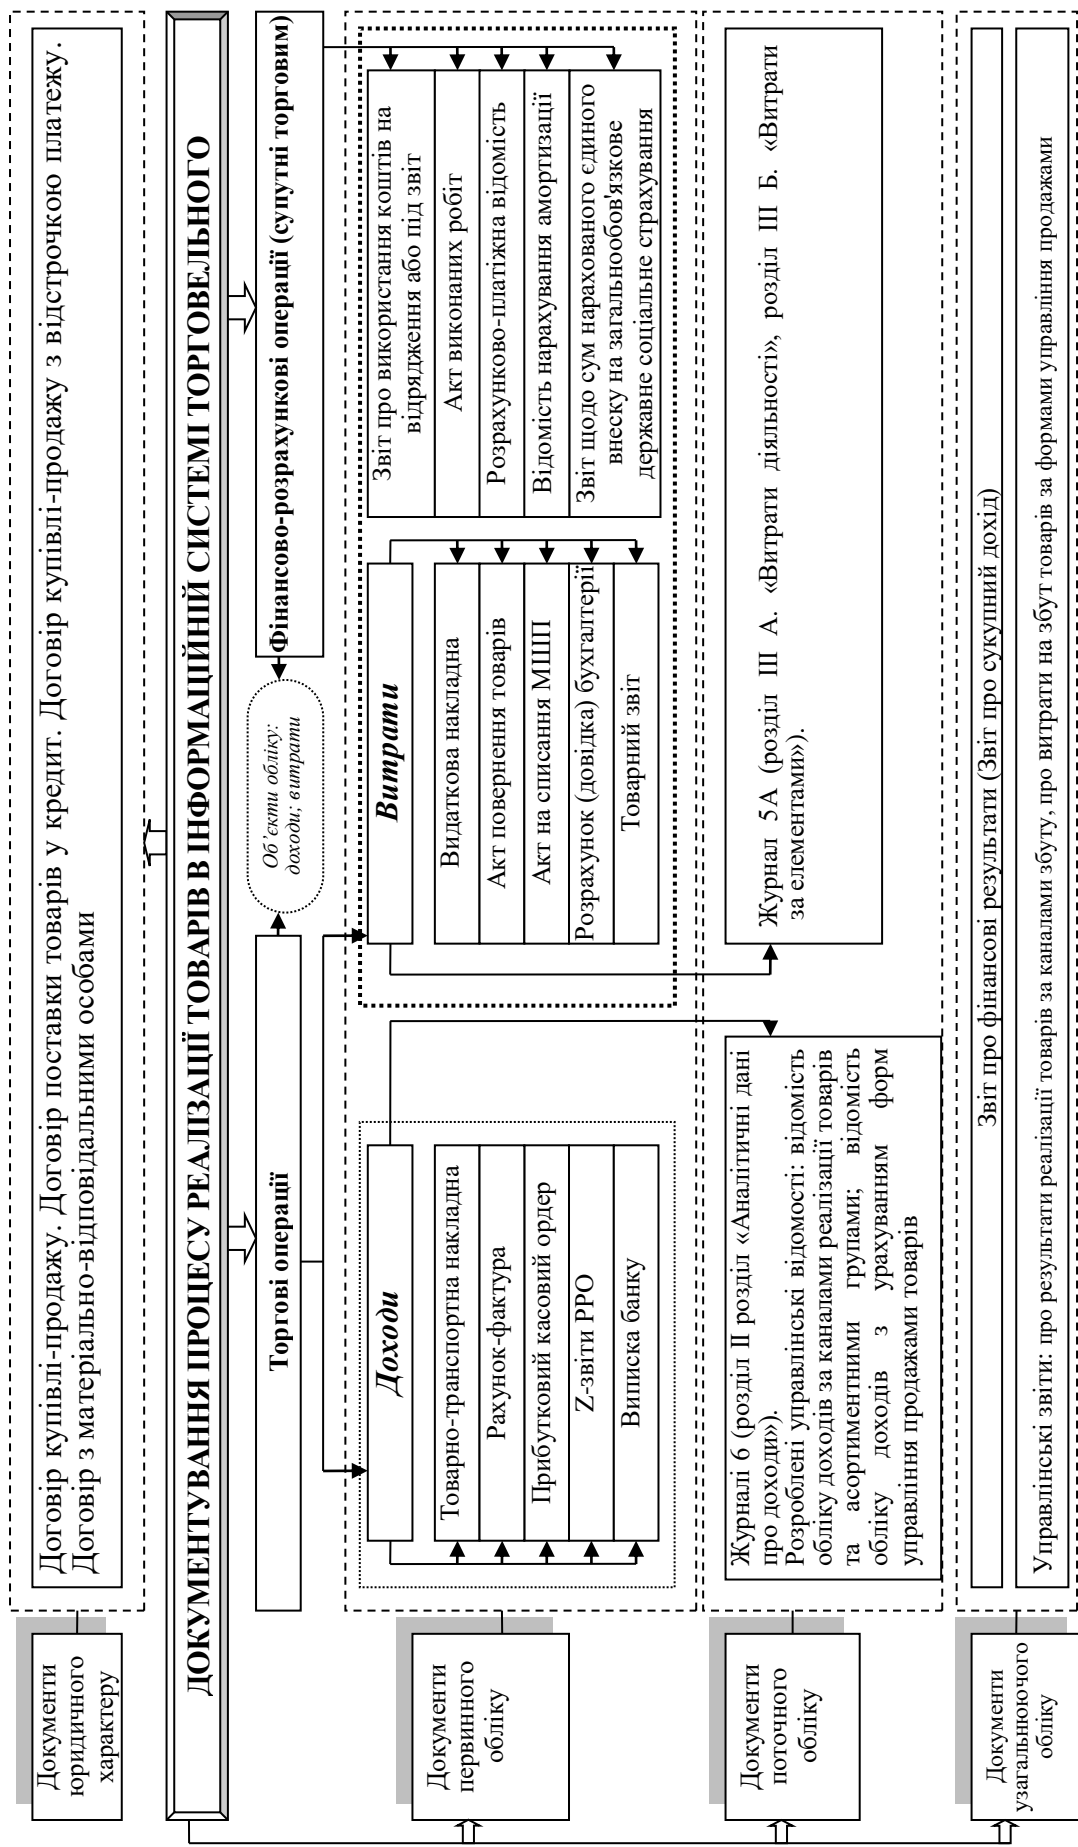 Документи
юридичного
характеру
Договір купівлі-продажу. Договір поставки товарів у кредит. Договір купівлі-продажу з відстрочкою платежу.
Договір з матеріально-відповідальними особами
ДОКУМЕНТУВАННЯ ПРОЦЕСУ РЕАЛІЗАЦІЇ ТОВАРІВ В ІНФОРМАЦІЙНІЙ СИСТЕМІ ТОРГОВЕЛЬНОГО
Торгові операції
Об’єкти обліку:
доходи; витрати
Фінансово-розрахункові операції (супутні торговим)
Документи
первинного
обліку
Доходи
Товарно-транспортна накладна
Рахунок-фактура
Прибутковий касовий ордер
Z-звіти РРО
Виписка банку
Витрати
Видаткова накладна
Акт повернення товарів
Акт на списання МШП
Розрахунок (довідка) бухгалтерії
Товарний звіт
Звіт про використання коштів на
відрядження або під звіт
Акт виконаних робіт
Розрахунково-платіжна відомість
Відомість нарахування амортизації
Звіт щодо сум нарахованого єдиного
внеску на загальнообов'язкове
державне соціальне страхування
Документи
поточного
обліку
Журналі 6 (розділ ІІ розділ «Аналітичні дані
про доходи»).
Розроблені управлінські відомості: відомість
обліку доходів за каналами реалізації товарів
та асортиментними групами; відомість
обліку доходів з урахуванням форм
управління продажами товарів
Журнал 5А (розділ ІІІ А. «Витрати діяльності», розділ ІІІ Б. «Витрати
за елементами»).
Документи
узагальнюючого
обліку
Звіт про фінансові результати (Звіт про сукупний дохід)
Управлінські звіти: про результати реалізації товарів за каналами збуту, про витрати на збут товарів за формами управління продажами